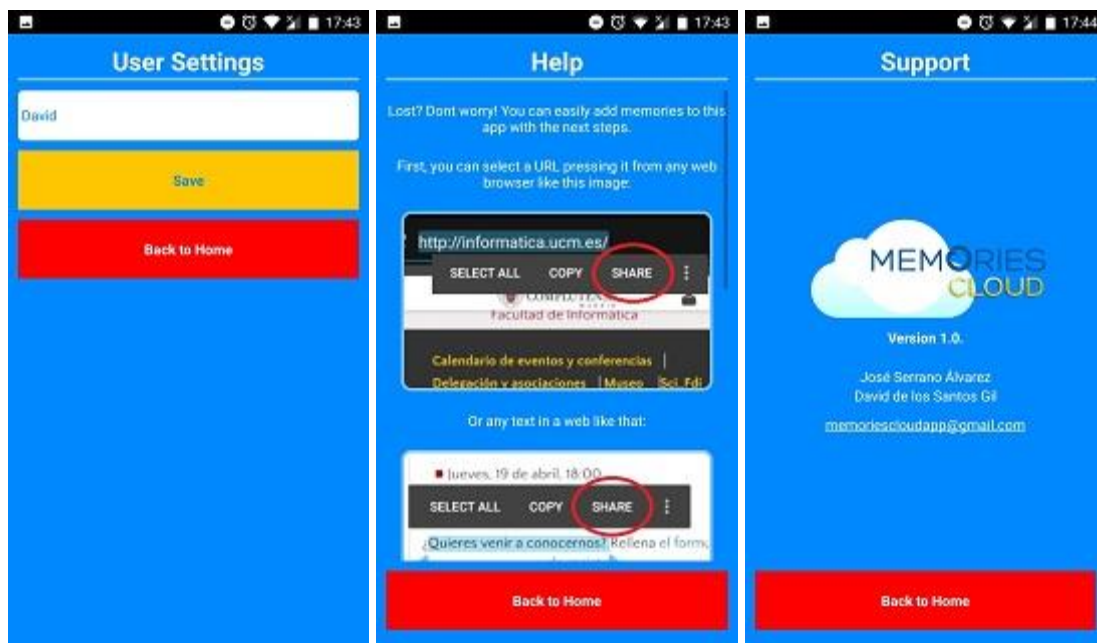 17:43
User Settings
David
Save
Back to Home
17:43
Help
Lost? Dont worry! You can easily add memories to this
app with the next steps.
First, you can select a URL pressing it from any web
browser like this image:
http://informatica.ucm.es/
SELECT ALL COPY SHARE
Facultad de Informática
Calendario de eventos y conferencias |
Delegación y asociaciones | Museo | Sci. Fdi
Or any text in a web like that:
Jueves, 19 de abril, 18:00
SELECT ALL COPY SHARE
¿Quieres venir a conocernos? Rellena el
Back to Home
17:44
Support
MEMORIES
CLOUD
Version 1.0.
José Serrano Álvarez
David de los Santos Gil
memoriescloudapp@gmail.com
Back to Home